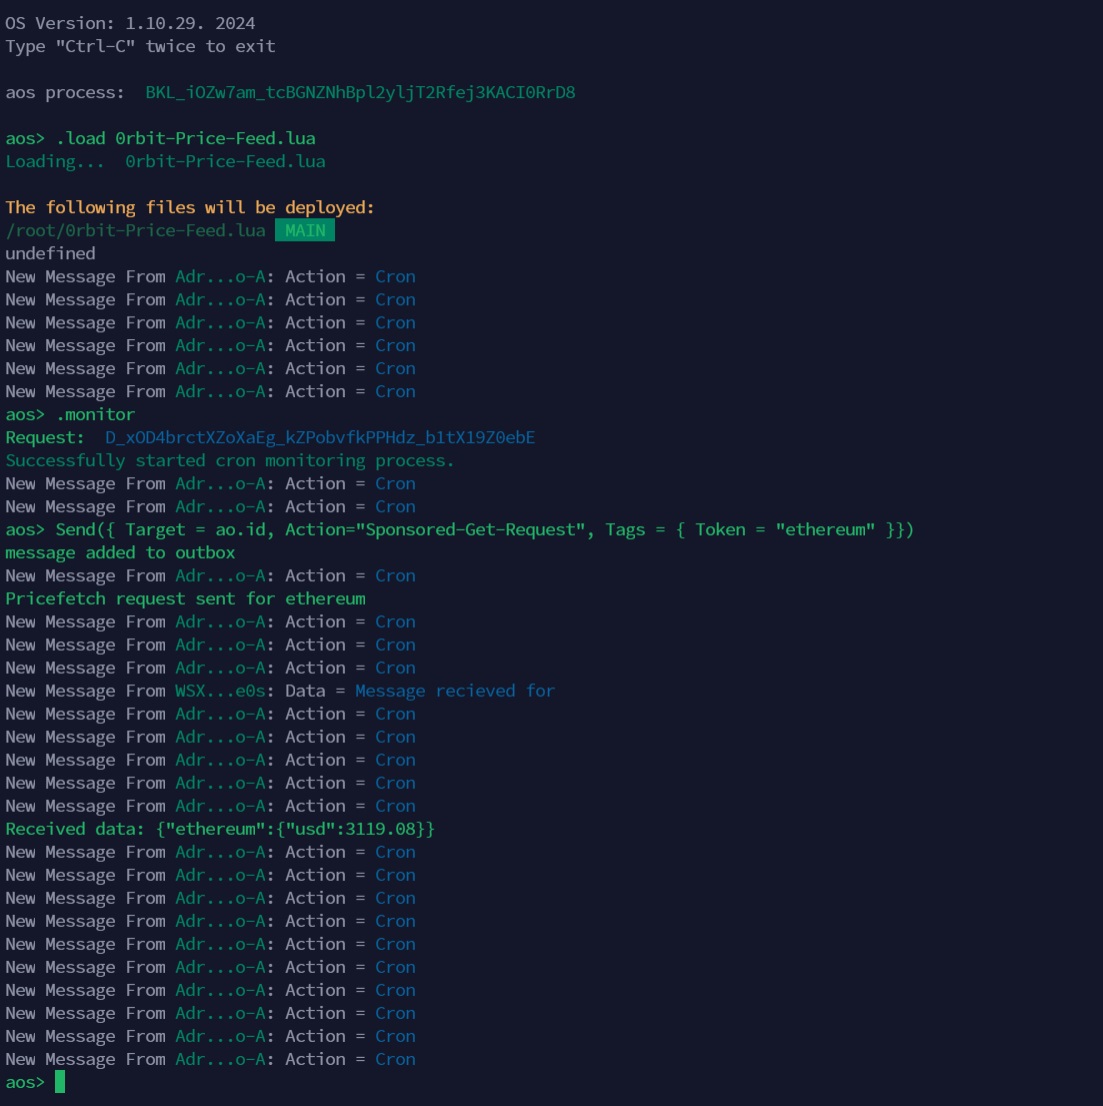 OS Version: 1.10.29. 2024
Type "Ctrl-C" twice to exit
aos process:  BKL_iOZw7am_tcBGNZNhBpl2yljT2Rfej3KACI0RrD8
aos> .load 0rbit-Price-Feed.lua
Loading...  0rbit-Price-Feed.lua
The following files will be deployed:
/root/0rbit-Price-Feed.lua  MAIN
undefined
New Message From Adr...o-A: Action = Cron
New Message From Adr...o-A: Action = Cron
New Message From Adr...o-A: Action = Cron
New Message From Adr...o-A: Action = Cron
New Message From Adr...o-A: Action = Cron
New Message From Adr...o-A: Action = Cron
aos> .monitor
Request:  D_xOD4brctXZoXaEg_kZPobvfkPPHdz_b1tX19Z0ebE
Successfully started cron monitoring process.
New Message From Adr...o-A: Action = Cron
New Message From Adr...o-A: Action = Cron
aos> Send({ Target = ao.id, Action="Sponsored-Get-Request", Tags = { Token = "ethereum" }})
message added to outbox
New Message From Adr...o-A: Action = Cron
Pricefetch request sent for ethereum
New Message From Adr...o-A: Action = Cron
New Message From Adr...o-A: Action = Cron
New Message From Adr...o-A: Action = Cron
New Message From WSX...e0s: Data = Message recieved for
New Message From Adr...o-A: Action = Cron
New Message From Adr...o-A: Action = Cron
New Message From Adr...o-A: Action = Cron
New Message From Adr...o-A: Action = Cron
New Message From Adr...o-A: Action = Cron
Received data: {"ethereum":{"usd":3119.08}}
New Message From Adr...o-A: Action = Cron
New Message From Adr...o-A: Action = Cron
New Message From Adr...o-A: Action = Cron
New Message From Adr...o-A: Action = Cron
New Message From Adr...o-A: Action = Cron
New Message From Adr...o-A: Action = Cron
New Message From Adr...o-A: Action = Cron
New Message From Adr...o-A: Action = Cron
New Message From Adr...o-A: Action = Cron
New Message From Adr...o-A: Action = Cron
aos>